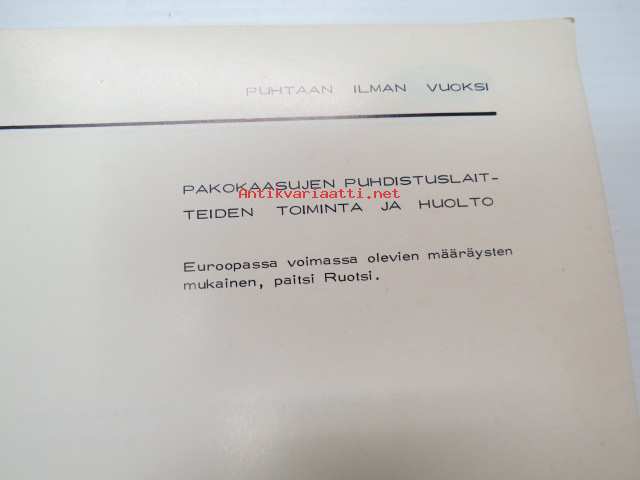 PUHTAAN ILMAN VUOKSI
PAKOKAASUJEN PUHDISTUSLAIT-
Antikvariaatti.net
TEIDEN TOIMINTA JA HUOLTO
Euroopassa voimassa olevien määräysten
mukainen, paitsi Ruotsi.